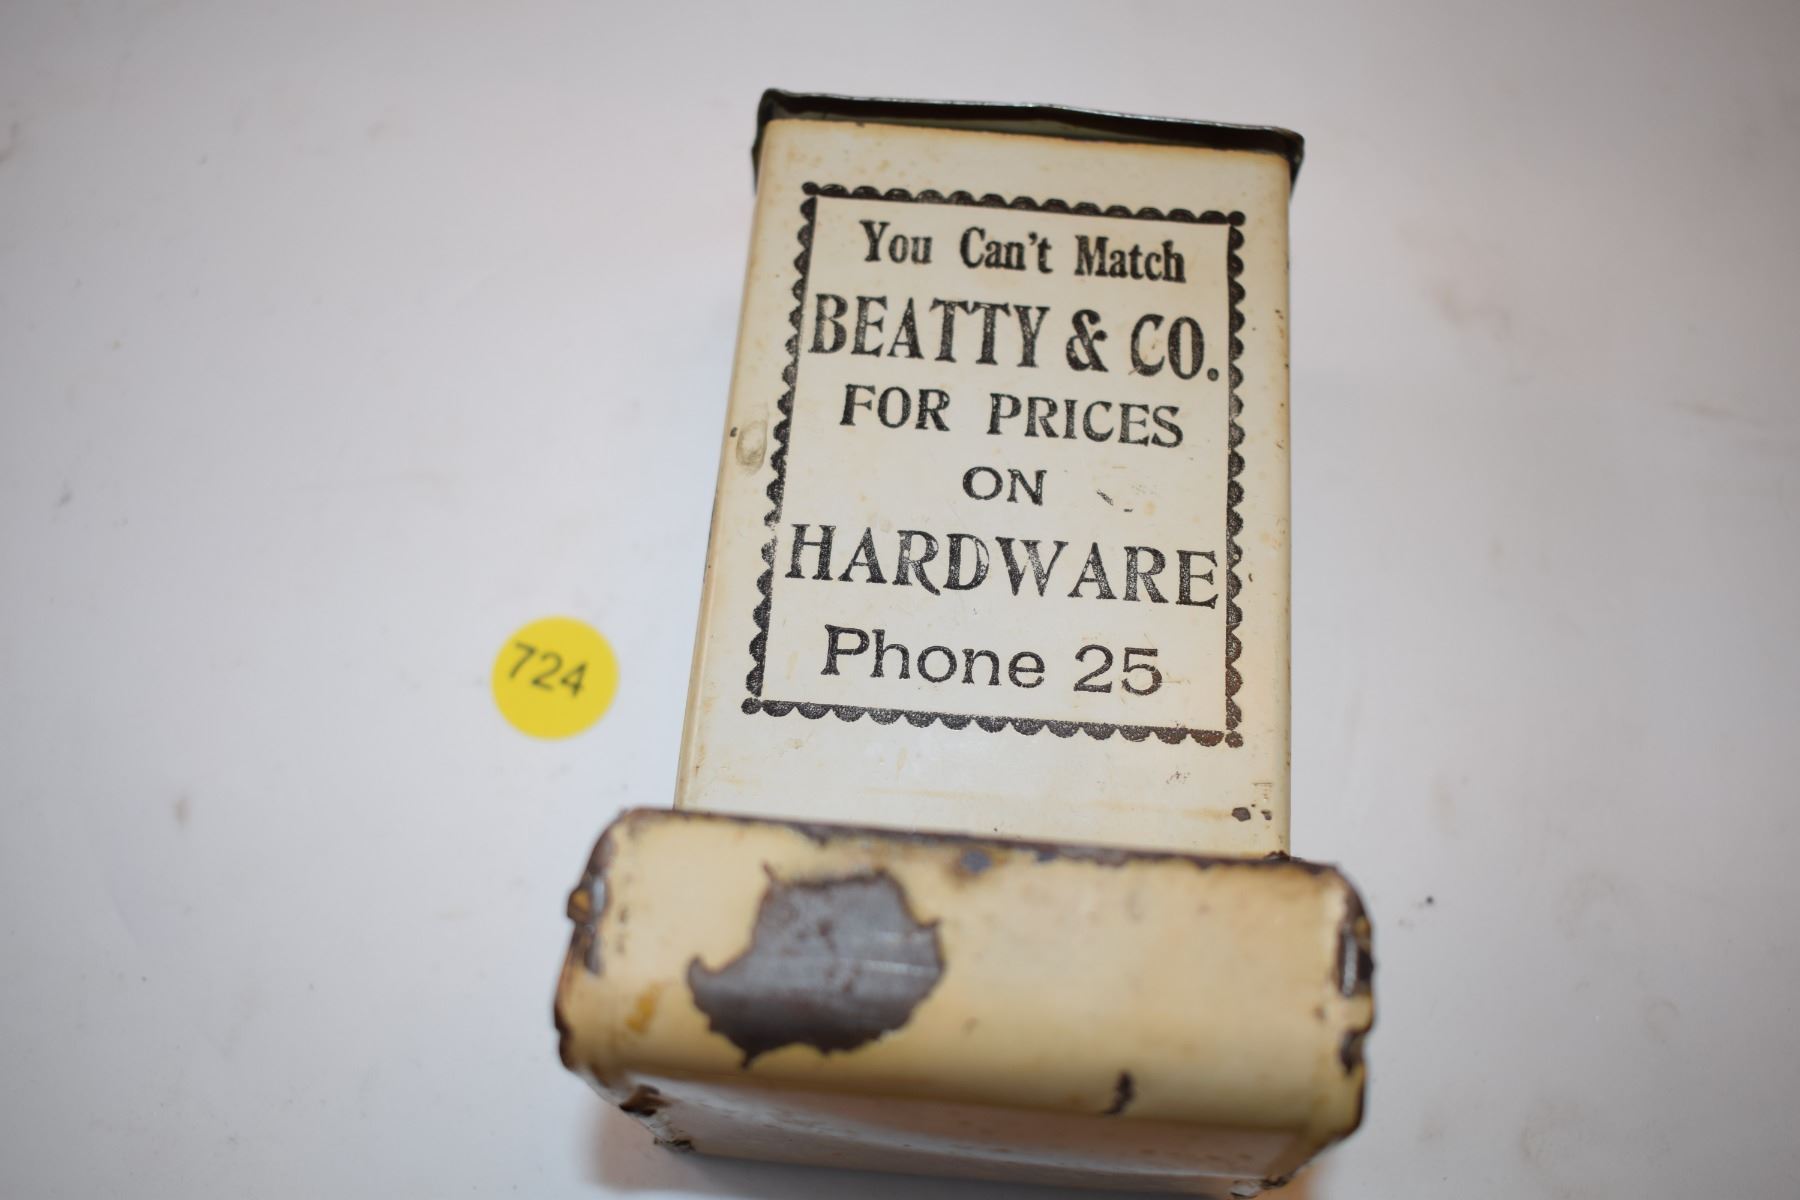 You Can't Match
BEATTY & CO.
FOR PRICES
ON
HARDWARE
Phone 25
724